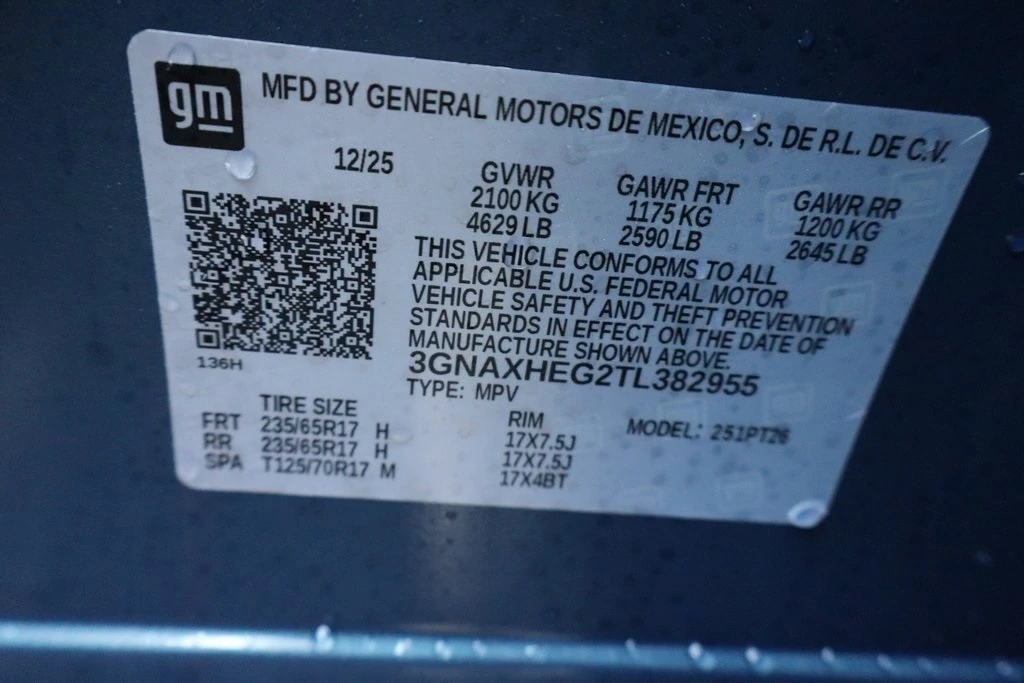 gm
MFD BY GENERAL MOTORS DE MEXICO, S. DE R.L. DE C.V.
12/25
GVWR
2100 KG
4629 LB
GAWR FRT
1175 KG
2590 LB
GAWR RR
1200 KG
2645 LB
THIS VEHICLE CONFORMS TO ALL
APPLICABLE U.S. FEDERAL MOTOR
VEHICLE SAFETY AND THEFT PREVENTION
STANDARDS IN EFFECT ON THE DATE OF
MANUFACTURE SHOWN ABOVE.
3GNAXHEG2TL382955
TYPE: MPV
136H
TIRE SIZE
FRT 235/65R17 H
RR 235/65R17 H
SPA T125/70R17 M
RIM
17X7.5J
17X7.5J
17X4BT
MODEL: 251PT26